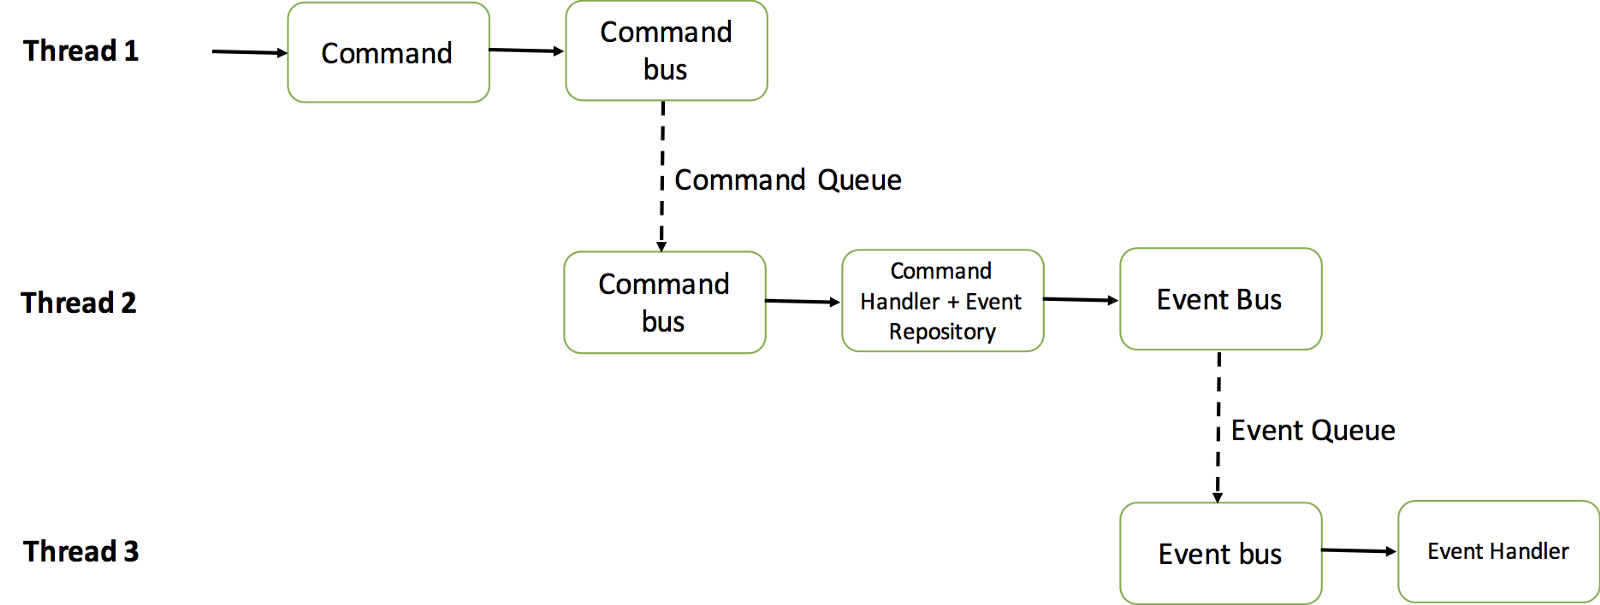 Thread 1
Command
Command
bus
Command Queue
Thread 2
Command
bus
Command
Handler + Event
Repository
Event Bus
Event Queue
Thread 3
Event bus
Event Handler